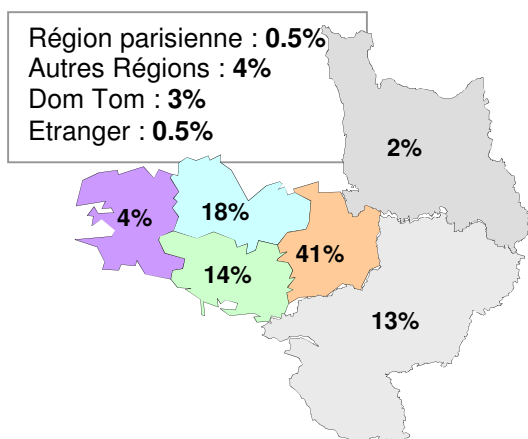 Région parisienne : 0.5%
Autres Régions : 4%
Dom Tom : 3%
Etranger : 0.5%
2%
4%
18%
41%
14%
13%